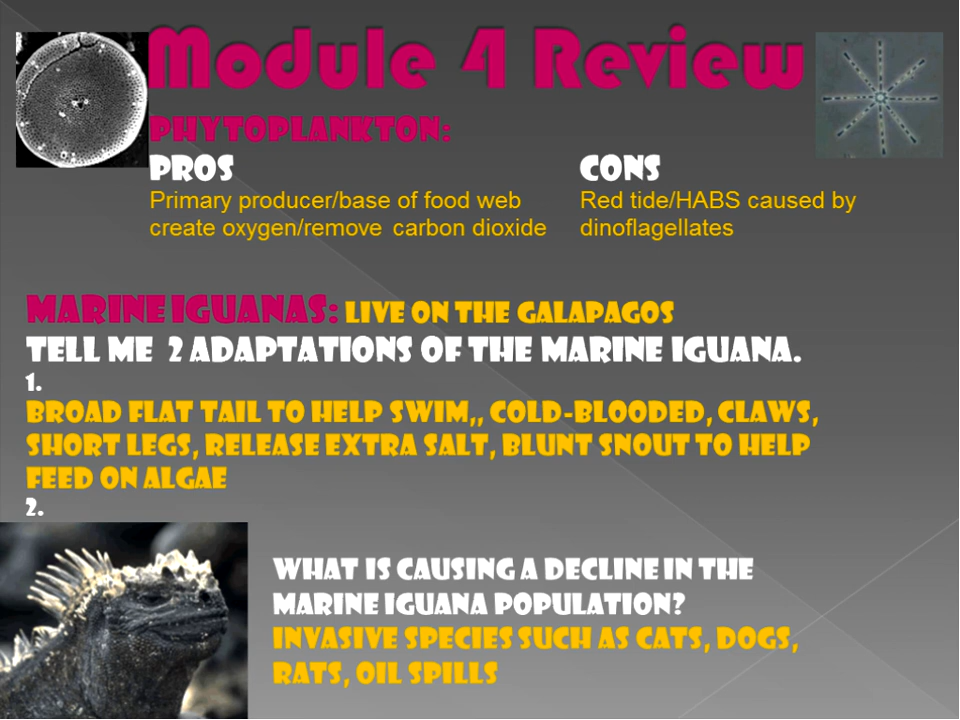 Module 4 Review
PHYTOPLANKTON:
PROS
Primary producer/base of food web
create oxygen/remove carbon dioxide
CONS
Red tide/HABS caused by
dinoflagellates
MARINE IGUANAS: LIVE ON THE GALAPAGOS
TELL ME 2 ADAPTATIONS OF THE MARINE IGUANA.
1.
BROAD FLAT TAIL TO HELP SWIM,, COLD-BLOODED, CLAWS,
SHORT LEGS, RELEASE EXTRA SALT, BLUNT SNOUT TO HELP
FEED ON ALGAE
2.
WHAT IS CAUSING A DECLINE IN THE
MARINE IGUANA POPULATION?
INVASIVE SPECIES SUCH AS CATS, DOGS,
RATS, OIL SPILLS